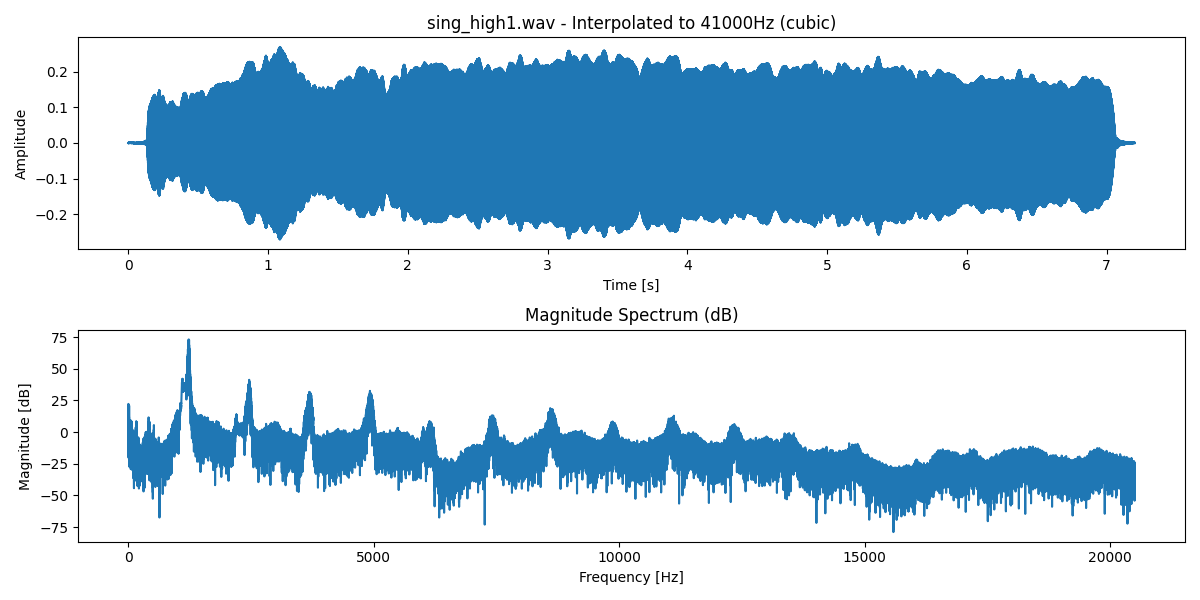 sing_high1.wav - Interpolated to 41000Hz (cubic)
0.2
0.1
0.0
−0.1
−0.2
Amplitude
0 1 2 3 4 5 6 7
Time [s]
Magnitude Spectrum (dB)
75
50
25
0
−25
−50
−75
Magnitude [dB]
0 5000 10000 15000 20000
Frequency [Hz]